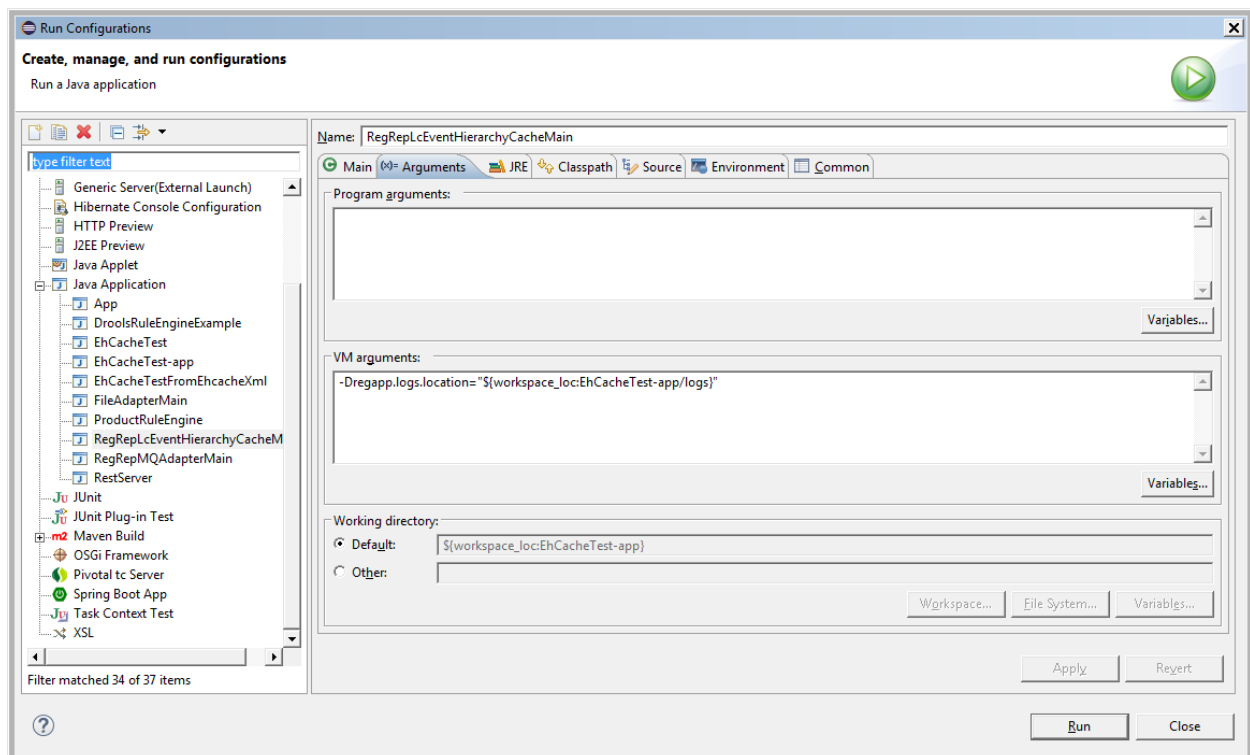 Run Configurations
Create, manage, and run configurations
Run a Java application
type filter text
Generic Server(External Launch)
Hibernate Console Configuration
HTTP Preview
J2EE Preview
Java Applet
Java Application
App
DroolsRuleEngineExample
EhCacheTest
EhCacheTest-app
EhCacheTestFromEhcacheXml
FileAdapterMain
ProductRuleEngine
RegRepLcEventHierarchyCacheM
RegRepMQAdapterMain
RestServer
JUnit
JUnit Plug-in Test
Maven Build
OSGi Framework
Pivotal tc Server
Spring Boot App
Task Context Test
XSL
Filter matched 34 of 37 items
Name: RegRepLcEventHierarchyCacheMain
Main (x)= Arguments JRE Classpath Source Environment Common
Program arguments:
Variables...
VM arguments:
-Dregapp.logs.location="${workspace_loc:EhCacheTest-app/logs}"
Variables...
Working directory:
Default: ${workspace_loc:EhCacheTest-app}
Other:
Workspace... File System... Variables...
Apply Revert
Run Close